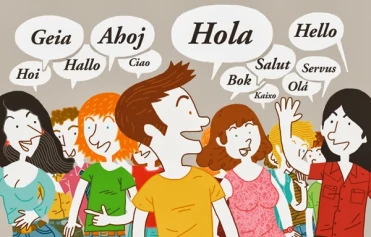 Geia
Ahoj
Hola
Hello
Hoi
Hallo
Ciao
Bok
Salut
Kaixo
Servus
Olá